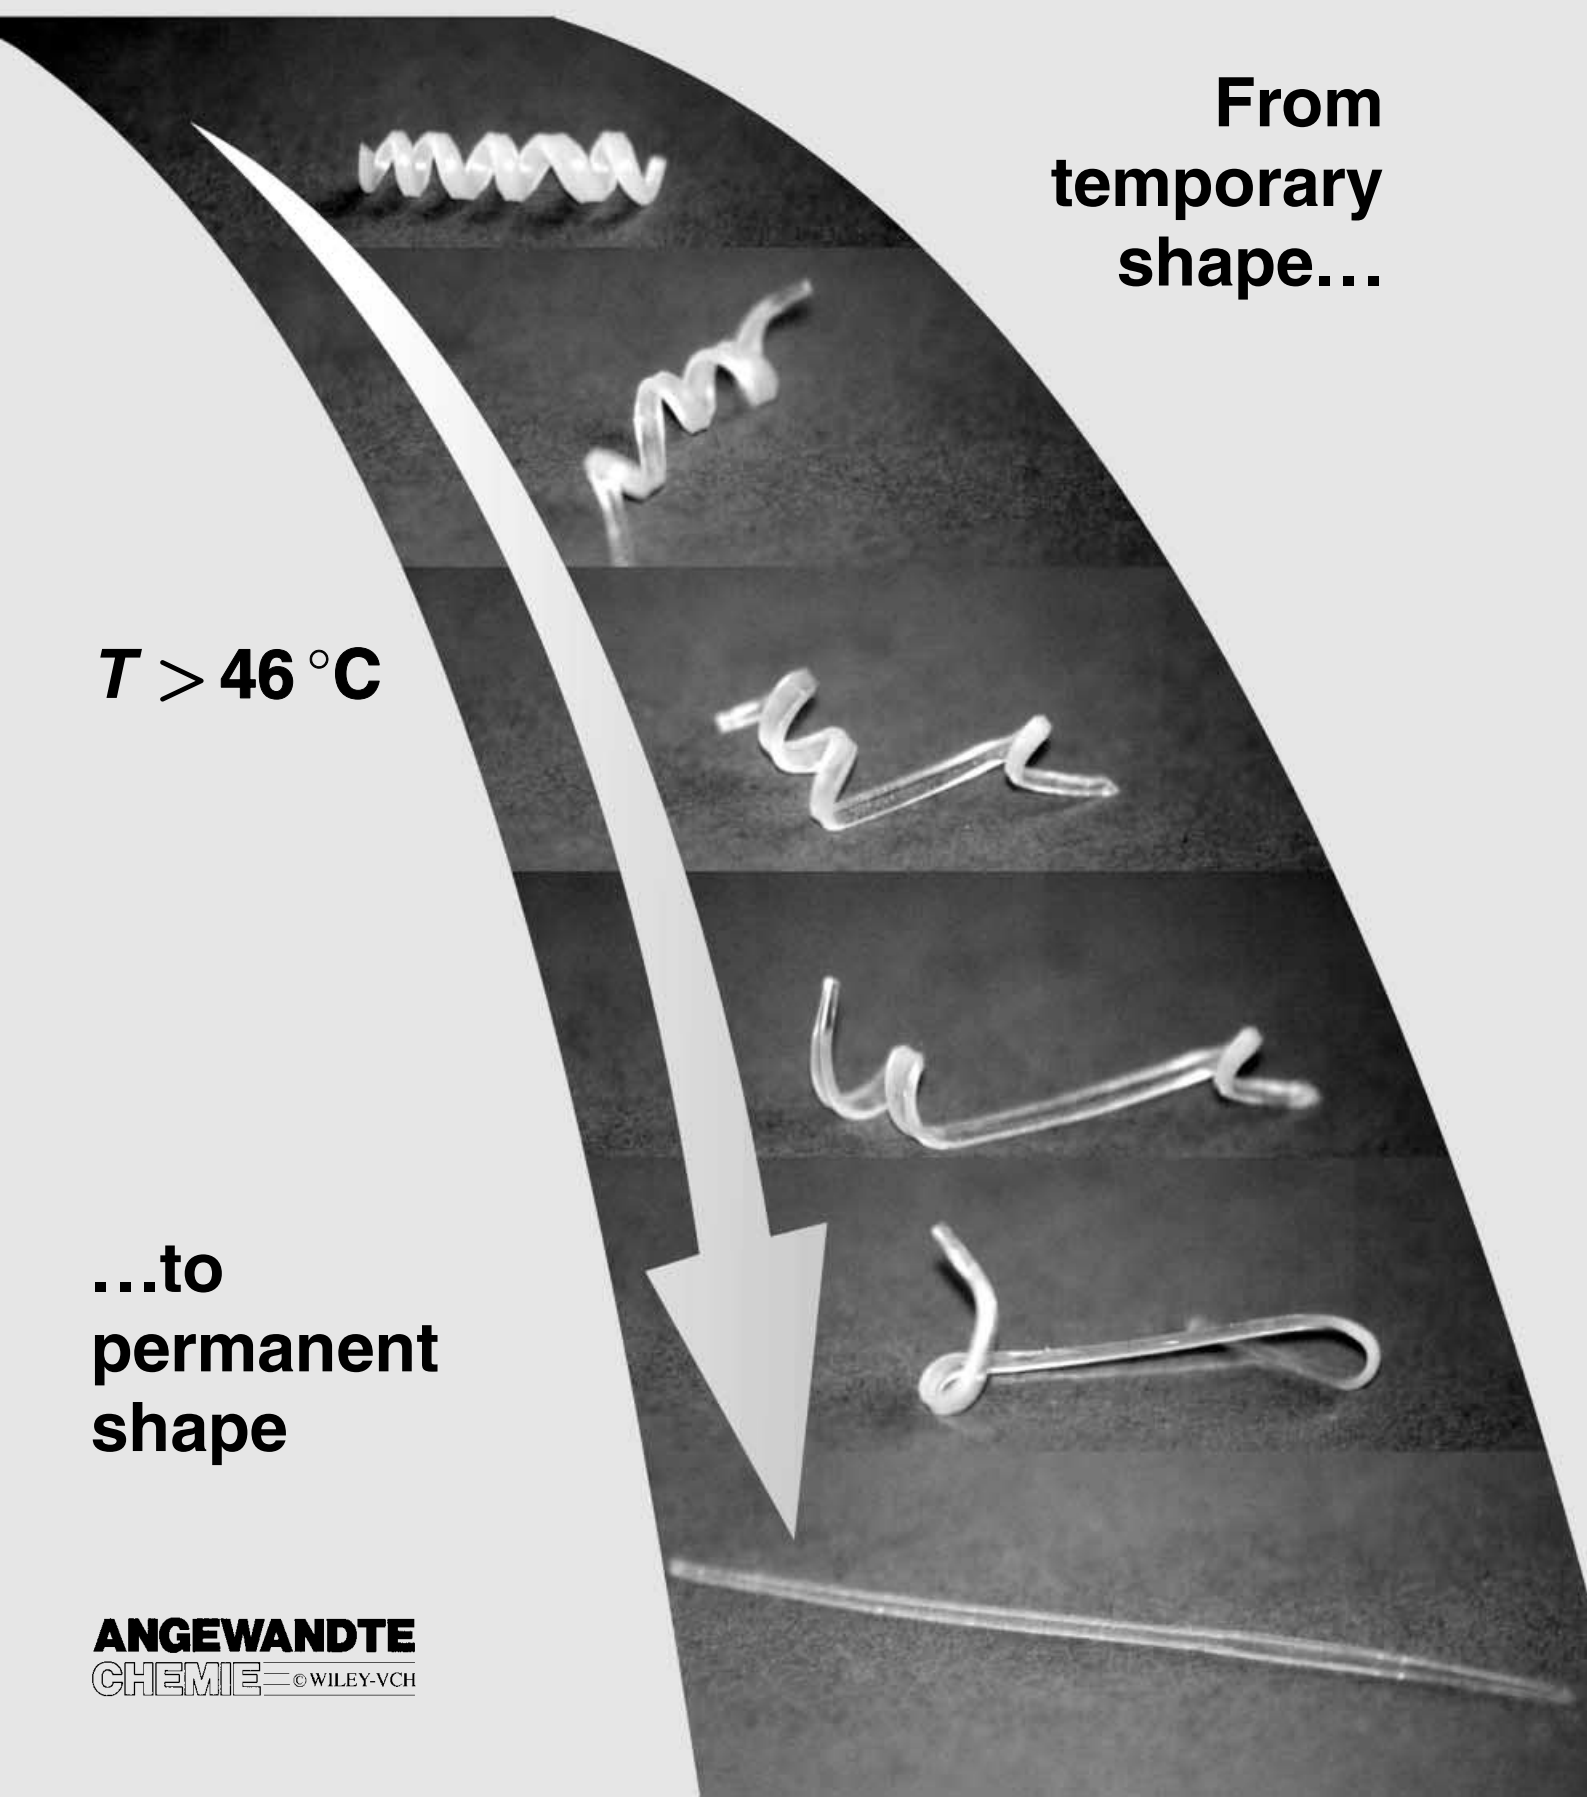 From
temporary
shape...
T > 46 °C
...to
permanent
shape
ANGEWANDTE
CHEMIE © WILEY-VCH